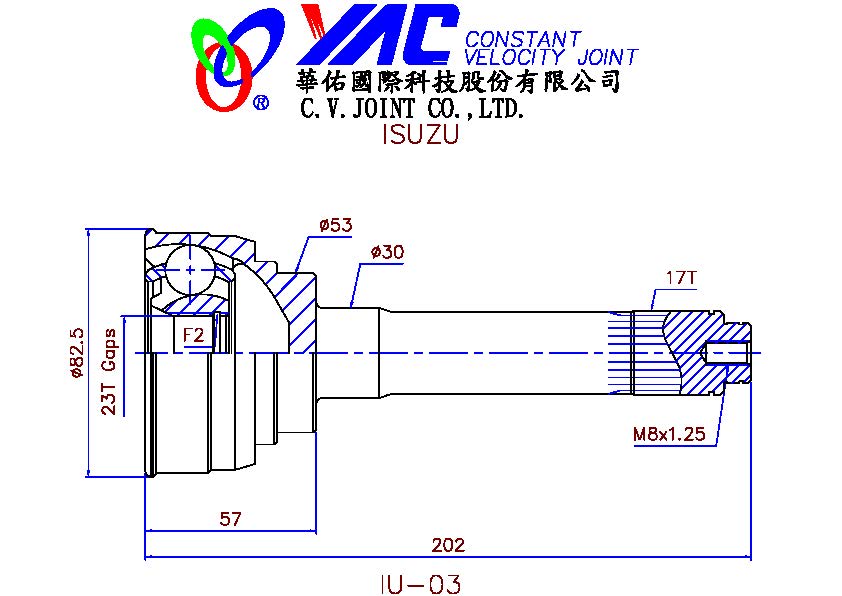 YAC CONSTANT
VELOCITY JOINT
®
華佑國際科技股份有限公司
C.V.JOINT CO.,LTD.
ISUZU
ø53
ø30
17T
ø82.5
23T Gaps
F2
M8x1.25
57
202
IU-03